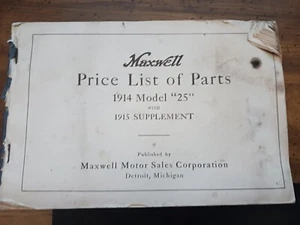 Maxwell
Price List of Parts
1914 Model "25"
WITH
1915 SUPPLEMENT
Published by
Maxwell Motor Sales Corporation
Detroit, Michigan